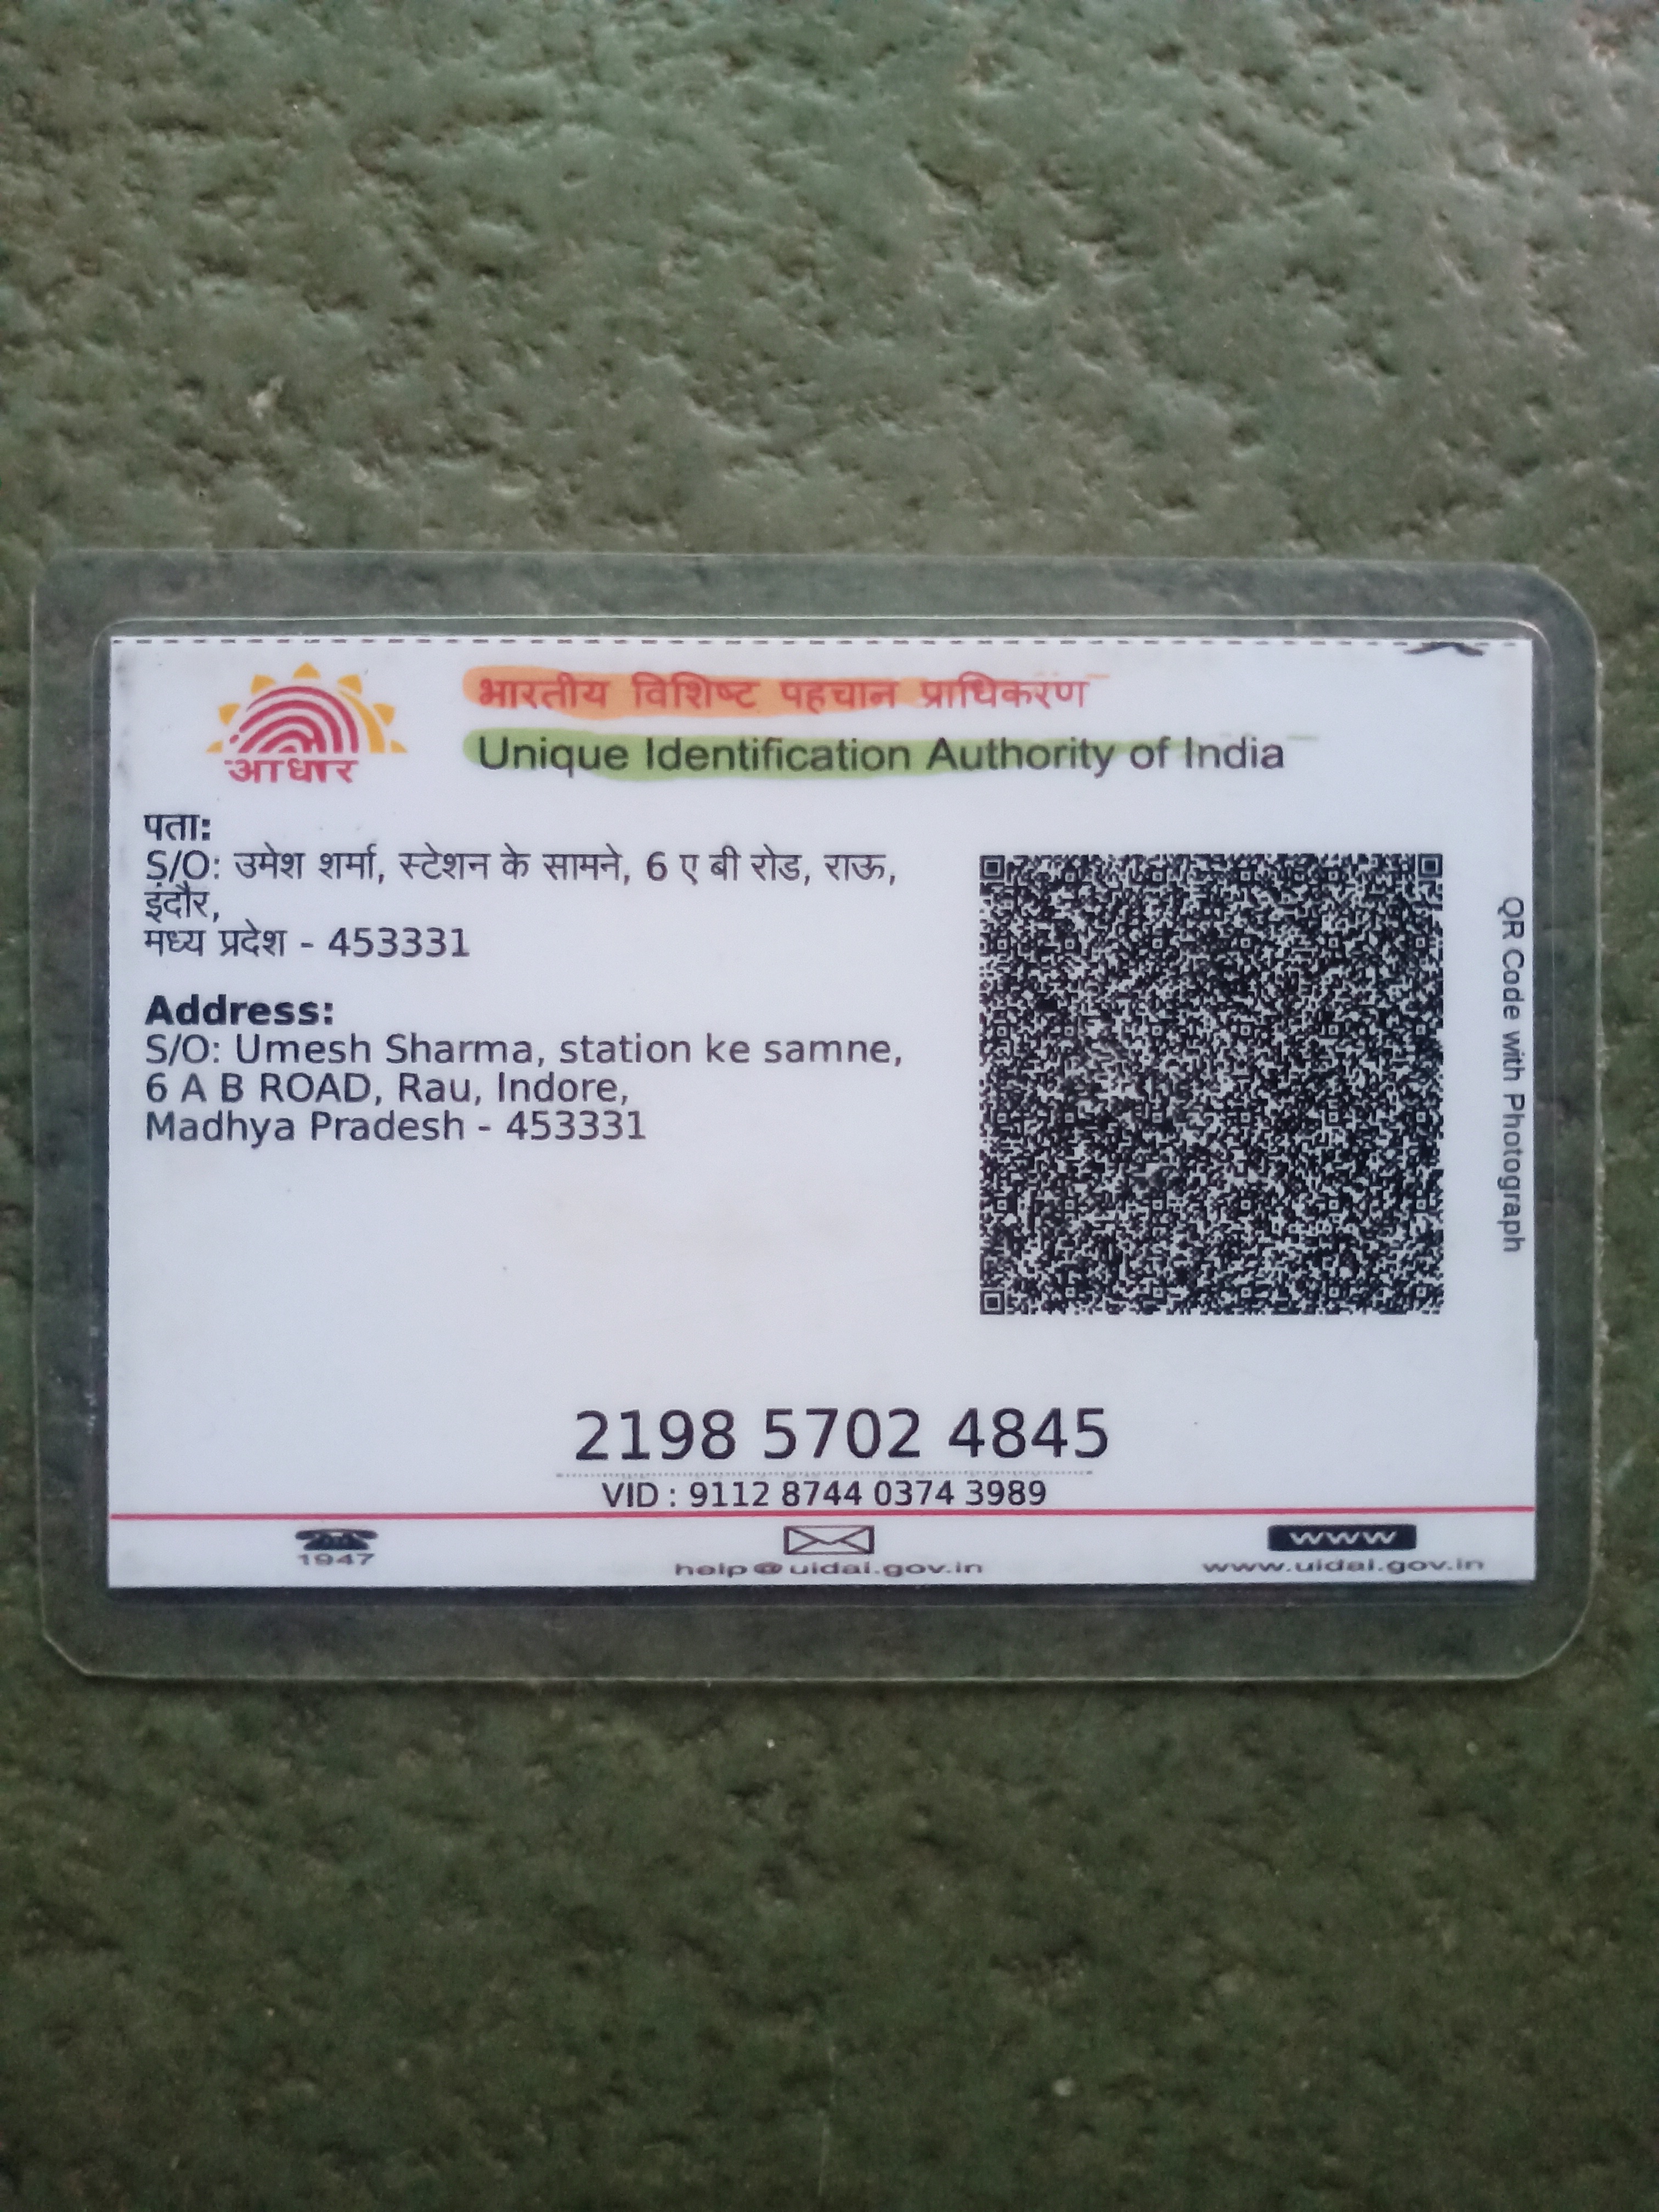 भारतीय विशिष्ट पहचान प्राधिकरण
Unique Identification Authority of India
आधार
पता:
S/O: उमेश शर्मा, स्टेशन के सामने, 6 ए बी रोड, राऊ,
इंदौर,
मध्य प्रदेश - 453331
Address:
S/O: Umesh Sharma, station ke samne,
6 A B ROAD, Rau, Indore,
Madhya Pradesh - 453331
QR Code with Photograph
2198 5702 4845
VID : 9112 8744 0374 3989
1947
help@uidai.gov.in
www
www.uidai.gov.in